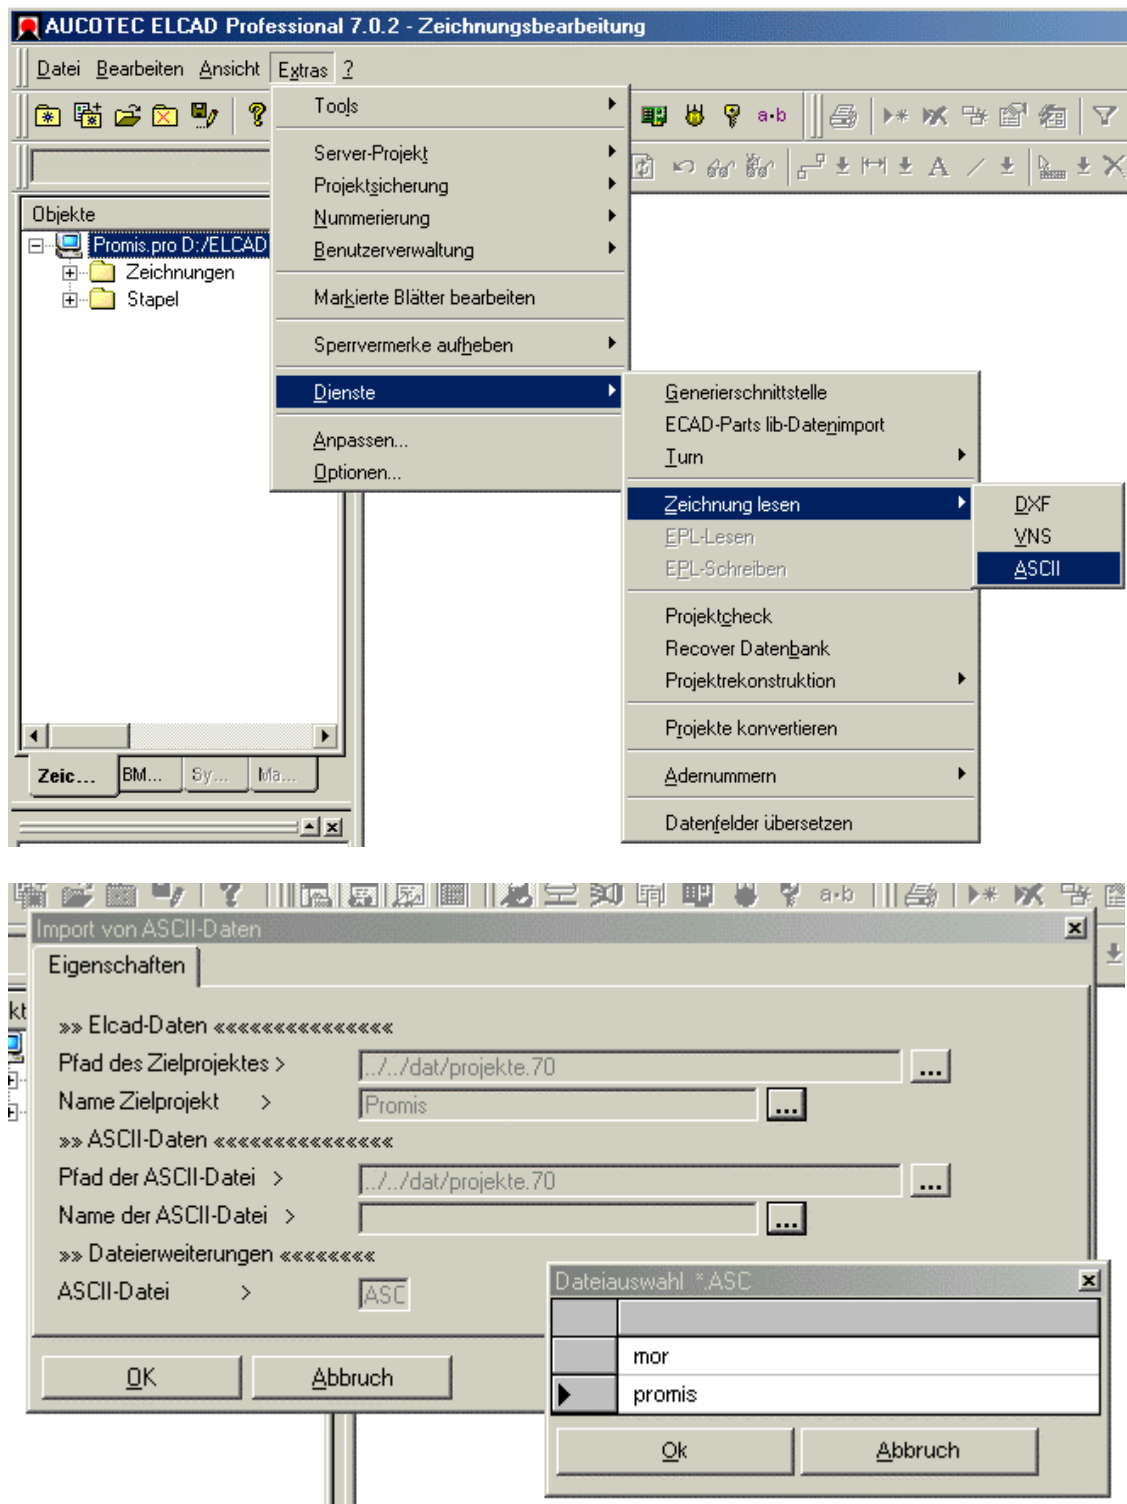 AUCOTEC ELCAD Professional 7.0.2 - Zeichnungsbearbeitung
Datei Bearbeiten Ansicht Extras ?
a·b
Objekte
Promis.pro D:/ELCAD
Zeichnungen
Stapel
Zeic... BM... Sy... Ma...
Tools
Server-Projekt
Projektsicherung
Nummerierung
Benutzerverwaltung
Markierte Blätter bearbeiten
Sperrvermerke aufheben
Dienste
Anpassen...
Optionen...
Generierschnittstelle
ECAD-Parts lib-Datenimport
Turn
Zeichnung lesen
EPL-Lesen
EPL-Schreiben
Projektcheck
Recover Datenbank
Projektrekonstruktion
Projekte konvertieren
Adernummern
Datenfelder übersetzen
DXF
VNS
ASCII
a·b
Import von ASCII-Daten
Eigenschaften
kt
»» Elcad-Daten «««««««««««««««
Pfad des Zielprojektes > ../../dat/projekte.70 ...
Name Zielprojekt > Promis ...
»» ASCII-Daten «««««««««««««««
Pfad der ASCII-Datei > ../../dat/projekte.70 ...
Name der ASCII-Datei > ...
»» Dateierweiterungen ««««««««
ASCII-Datei > ASC
OK Abbruch
Dateiauswahl *.ASC
mor
promis
Ok Abbruch